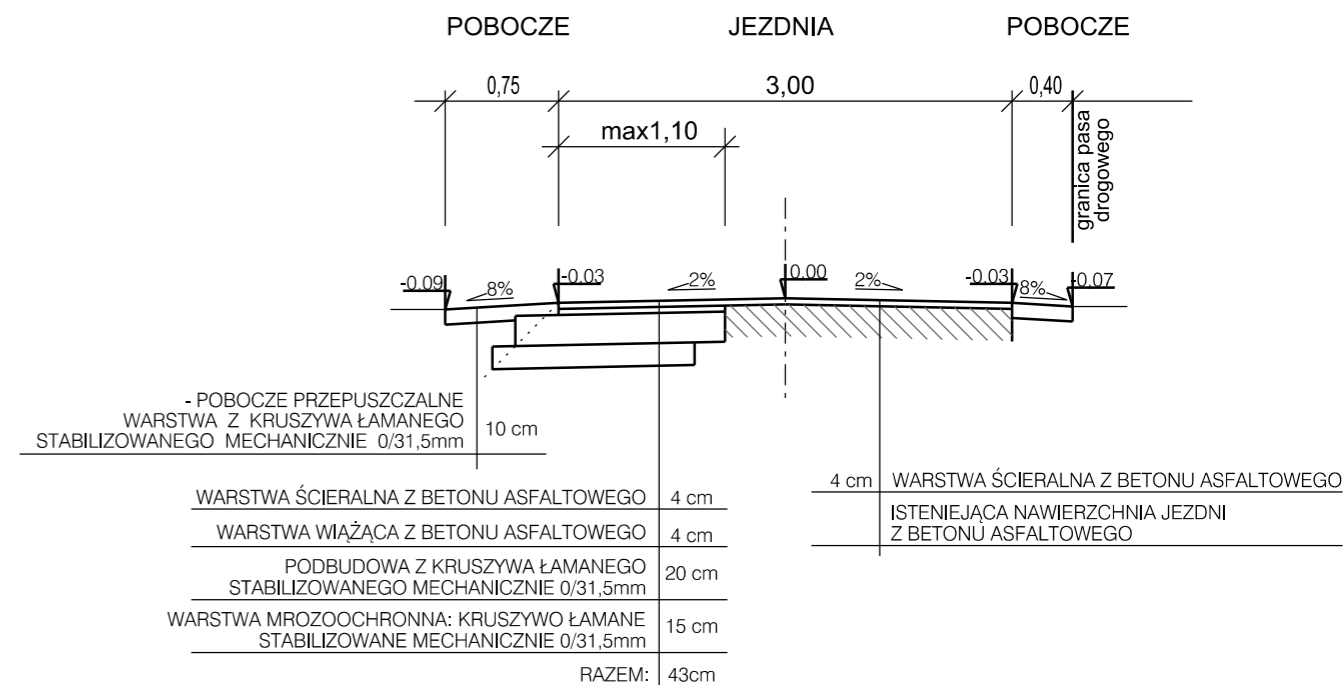 POBOCZE JEZDNIA POBOCZE
0,75 3,00 0,40
max1,10
granica pasa
drogowego
-0.09 8% -0.03 2% 0.00 2% -0.03 8% -0.07
- POBOCZE PRZEPUSZCZALNE
WARSTWA Z KRUSZYWA ŁAMANEGO
STABILIZOWANEGO MECHANICZNIE 0/31,5mm
10 cm
WARSTWA ŚCIERALNA Z BETONU ASFALTOWEGO 4 cm
WARSTWA WIĄŻĄCA Z BETONU ASFALTOWEGO 4 cm
PODBUDOWA Z KRUSZYWA ŁAMANEGO
STABILIZOWANEGO MECHANICZNIE 0/31,5mm
20 cm
WARSTWA MROZOOCHRONNA: KRUSZYWO ŁAMANE
STABILIZOWANE MECHANICZNIE 0/31,5mm
15 cm
RAZEM: 43cm
4 cm WARSTWA ŚCIERALNA Z BETONU ASFALTOWEGO
ISTENIEJĄCA NAWIERZCHNIA JEZDNI
Z BETONU ASFALTOWEGO